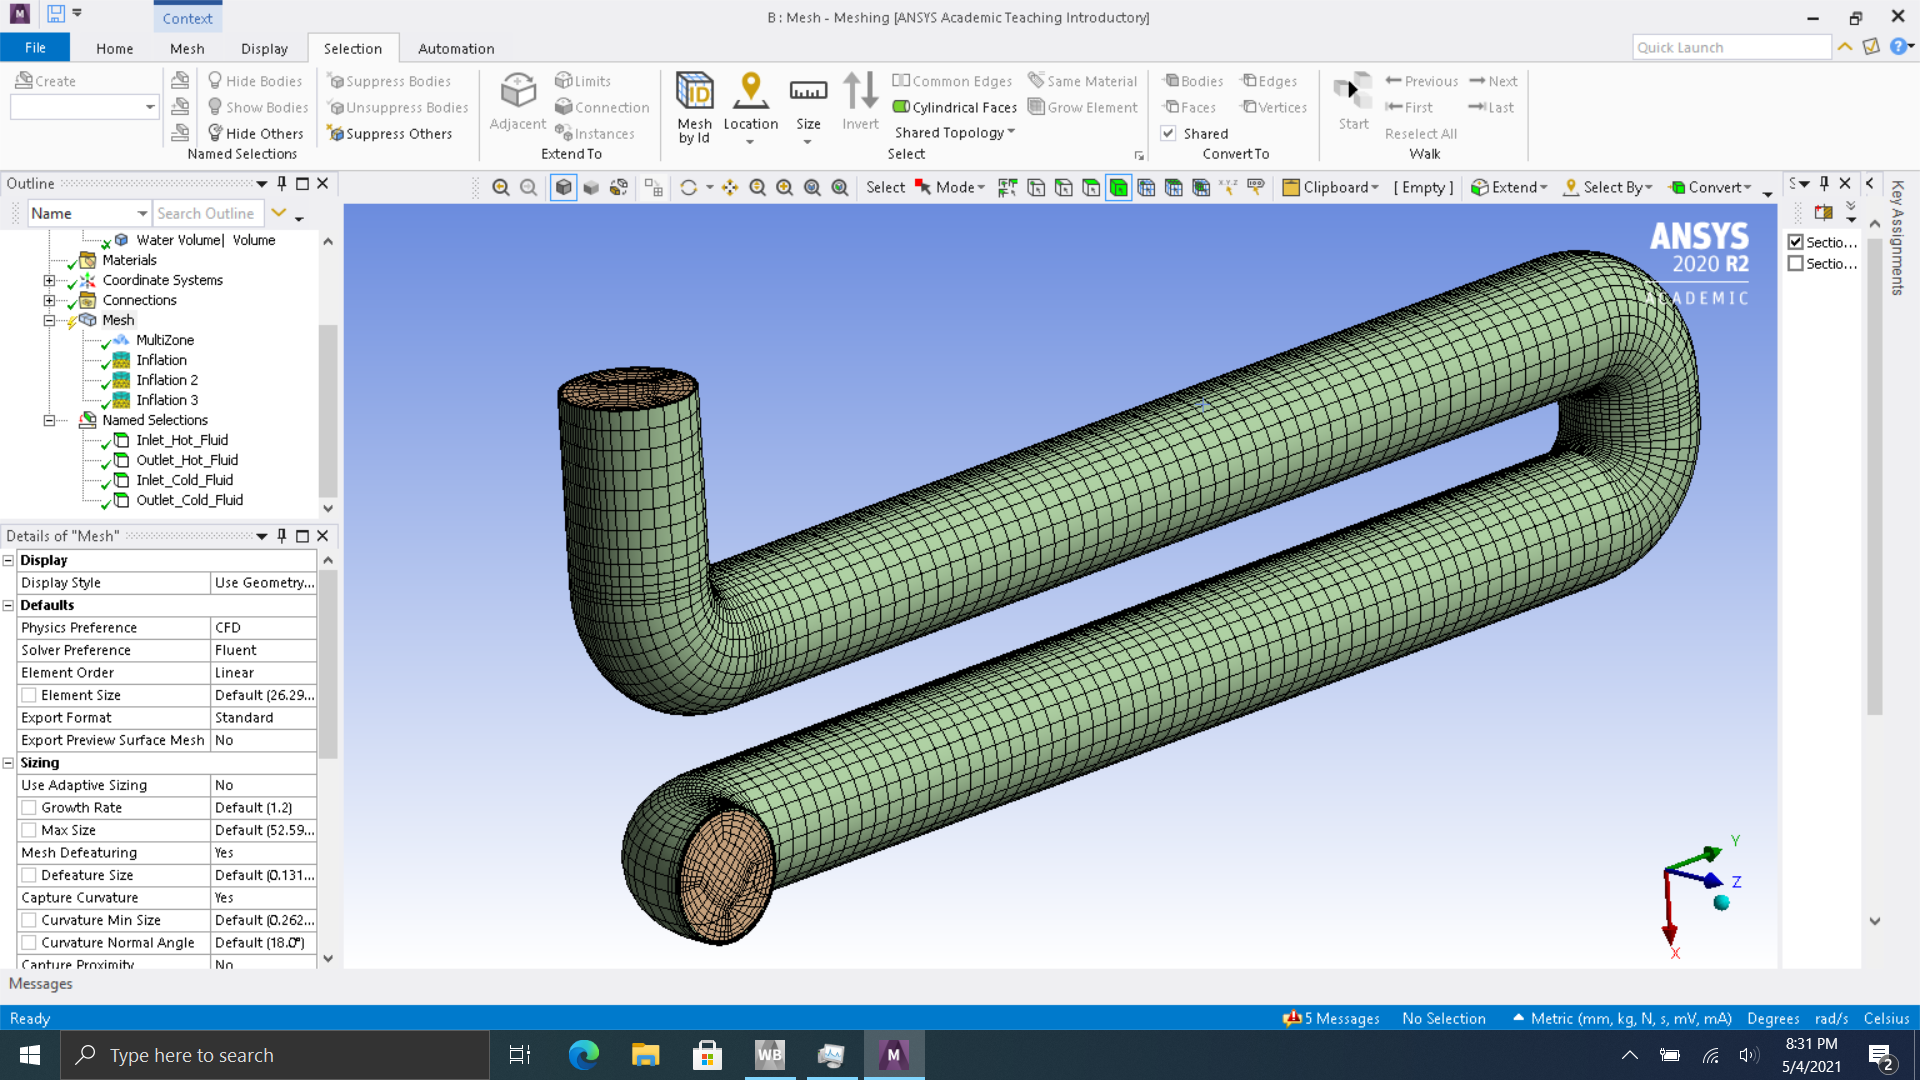 M
Context
B : Mesh - Meshing [ANSYS Academic Teaching Introductory]
File Home Mesh Display Selection Automation
Quick Launch
Create
Hide Bodies
Show Bodies
Hide Others
Named Selections
Suppress Bodies
Unsuppress Bodies
Suppress Others
Adjacent
Limits
Connection
Instances
Extend To
Mesh by Id
Location
Size
Invert
Common Edges
Cylindrical Faces
Shared Topology
Same Material
Grow Element
Select
Bodies Edges
Faces Vertices
Shared
Convert To
Start
Previous Next
First Last
Reselect All
Walk
Outline
Name Search Outline
Select Mode Clipboard [ Empty ] Extend Select By Convert
S
Key Assignments
Sectio...
Sectio...
Water Volume| Volume
Materials
Coordinate Systems
Connections
Mesh
MultiZone
Inflation
Inflation 2
Inflation 3
Named Selections
Inlet_Hot_Fluid
Outlet_Hot_Fluid
Inlet_Cold_Fluid
Outlet_Cold_Fluid
ANSYS
2020 R2
ACADEMIC
Details of "Mesh"
Display
Display Style Use Geometry...
Defaults
Physics Preference CFD
Solver Preference Fluent
Element Order Linear
Element Size Default (26.29...
Export Format Standard
Export Preview Surface Mesh No
Sizing
Use Adaptive Sizing No
Growth Rate Default (1.2)
Max Size Default (52.59...
Mesh Defeaturing Yes
Defeature Size Default (0.131...
Capture Curvature Yes
Curvature Min Size Default (0.262...
Curvature Normal Angle Default (18.0°)
Capture Proximity No
Y
Z
X
Messages
Ready
5 Messages No Selection Metric (mm, kg, N, s, mV, mA) Degrees rad/s Celsius
Type here to search
WB
M
8:31 PM
5/4/2021
2